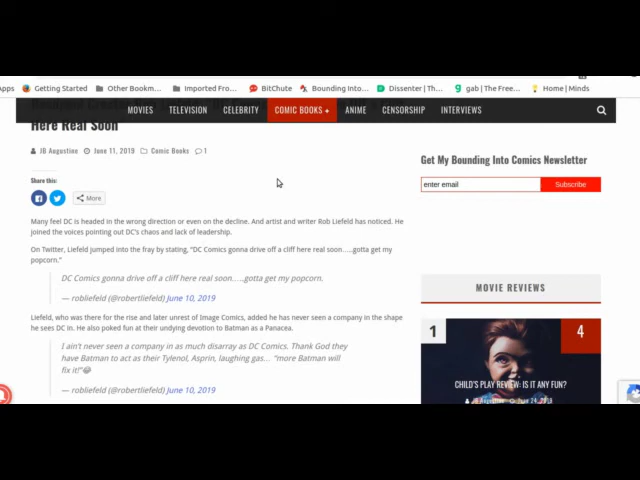 Apps Getting Started Other Bookm... Imported Fro... BitChute Bounding Into... Dissenter | Th... gab | The Free... Home | Minds
MOVIES TELEVISION CELEBRITY COMIC BOOKS + ANIME CENSORSHIP INTERVIEWS
Here Real Soon"
JB Augustine June 11, 2019 Comic Books 1
Share this:
More
Many feel DC is headed in the wrong direction or even on the decline. And artist and writer Rob Liefeld has noticed. He
joined the voices pointing out DC's chaos and lack of leadership.
On Twitter, Liefeld jumped into the fray by stating, "DC Comics gonna drive off a cliff here real soon.....gotta get my
popcorn."
DC Comics gonna drive off a cliff here real soon.....gotta get my popcorn.
— robliefeld (@robertliefeld) June 10, 2019
Liefeld, who was there for the rise and later unrest of Image Comics, added he has never seen a company in the shape
he sees DC in. He also poked fun at their undying devotion to Batman as a Panacea.
I ain't never seen a company in as much disarray as DC Comics. Thank God they
have Batman to act as their Tylenol, Asprin, laughing gas… "more Batman will
fix it!"😂
— robliefeld (@robertliefeld) June 10, 2019
Get My Bounding Into Comics Newsletter
enter email Subscribe
MOVIE REVIEWS
1 4
CHILD'S PLAY REVIEW: IS IT ANY FUN?
JB Augustine June 24, 2019